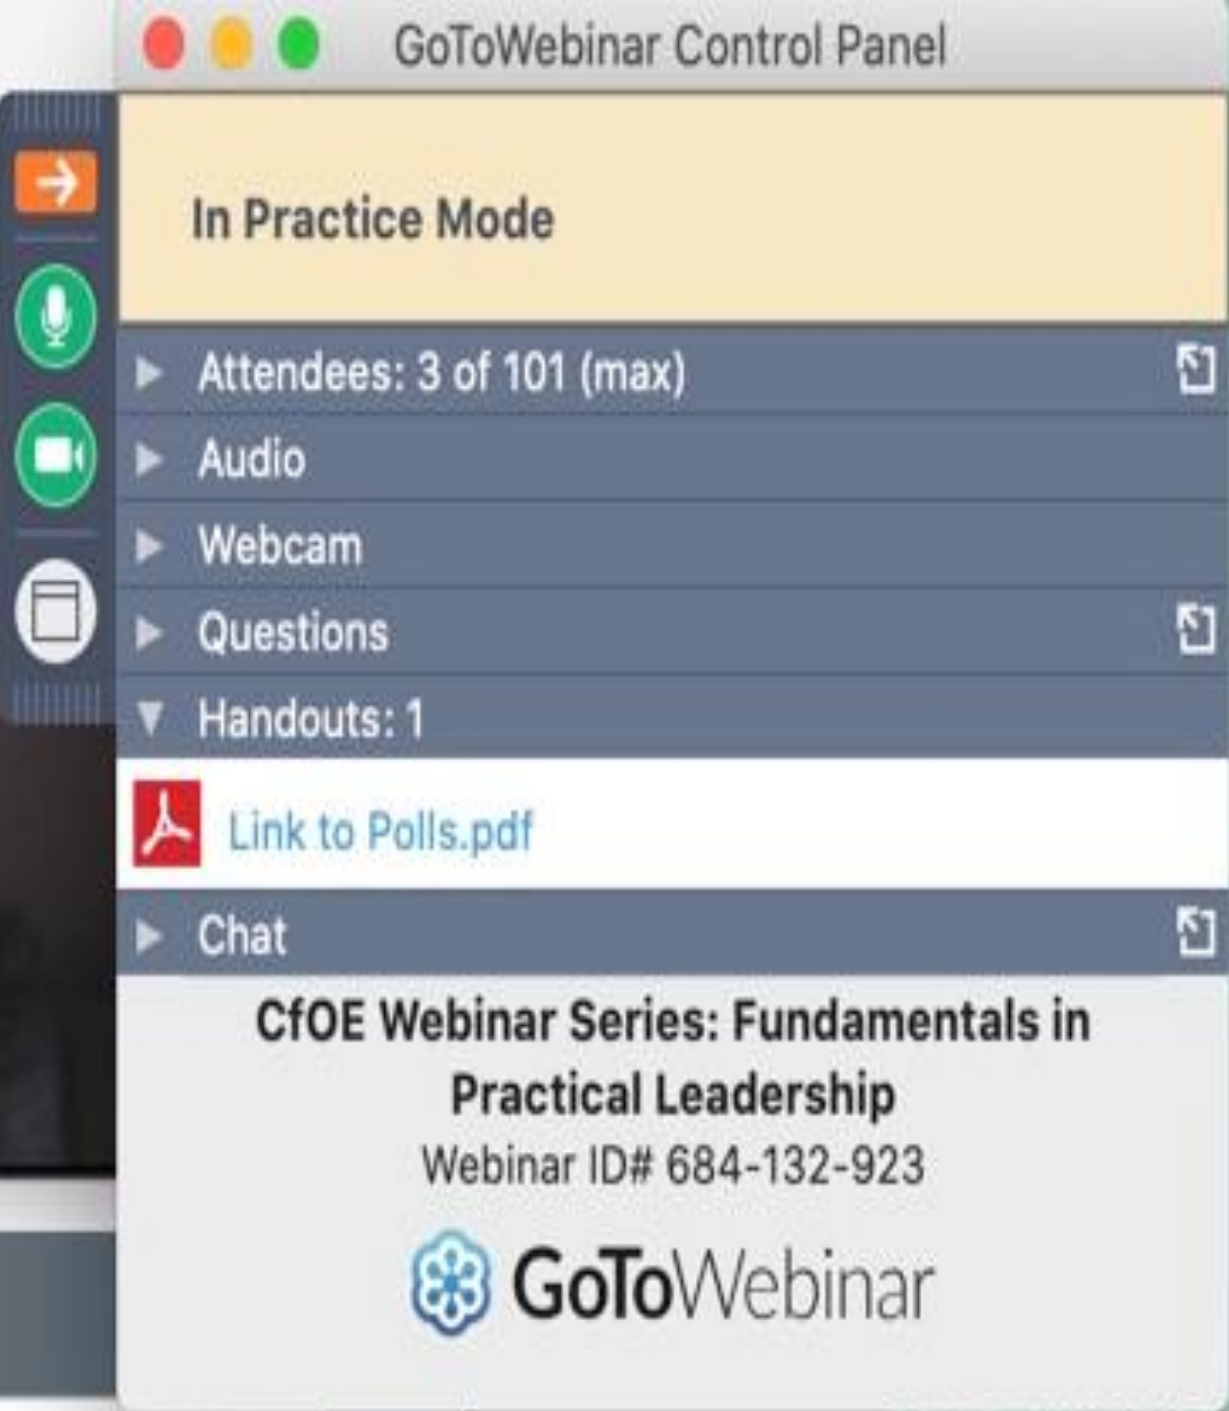 GoToWebinar Control Panel
In Practice Mode
Attendees: 3 of 101 (max)
Audio
Webcam
Questions
Handouts: 1
Link to Polls.pdf
Chat
CfOE Webinar Series: Fundamentals in
Practical Leadership
Webinar ID# 684-132-923
GoToWebinar